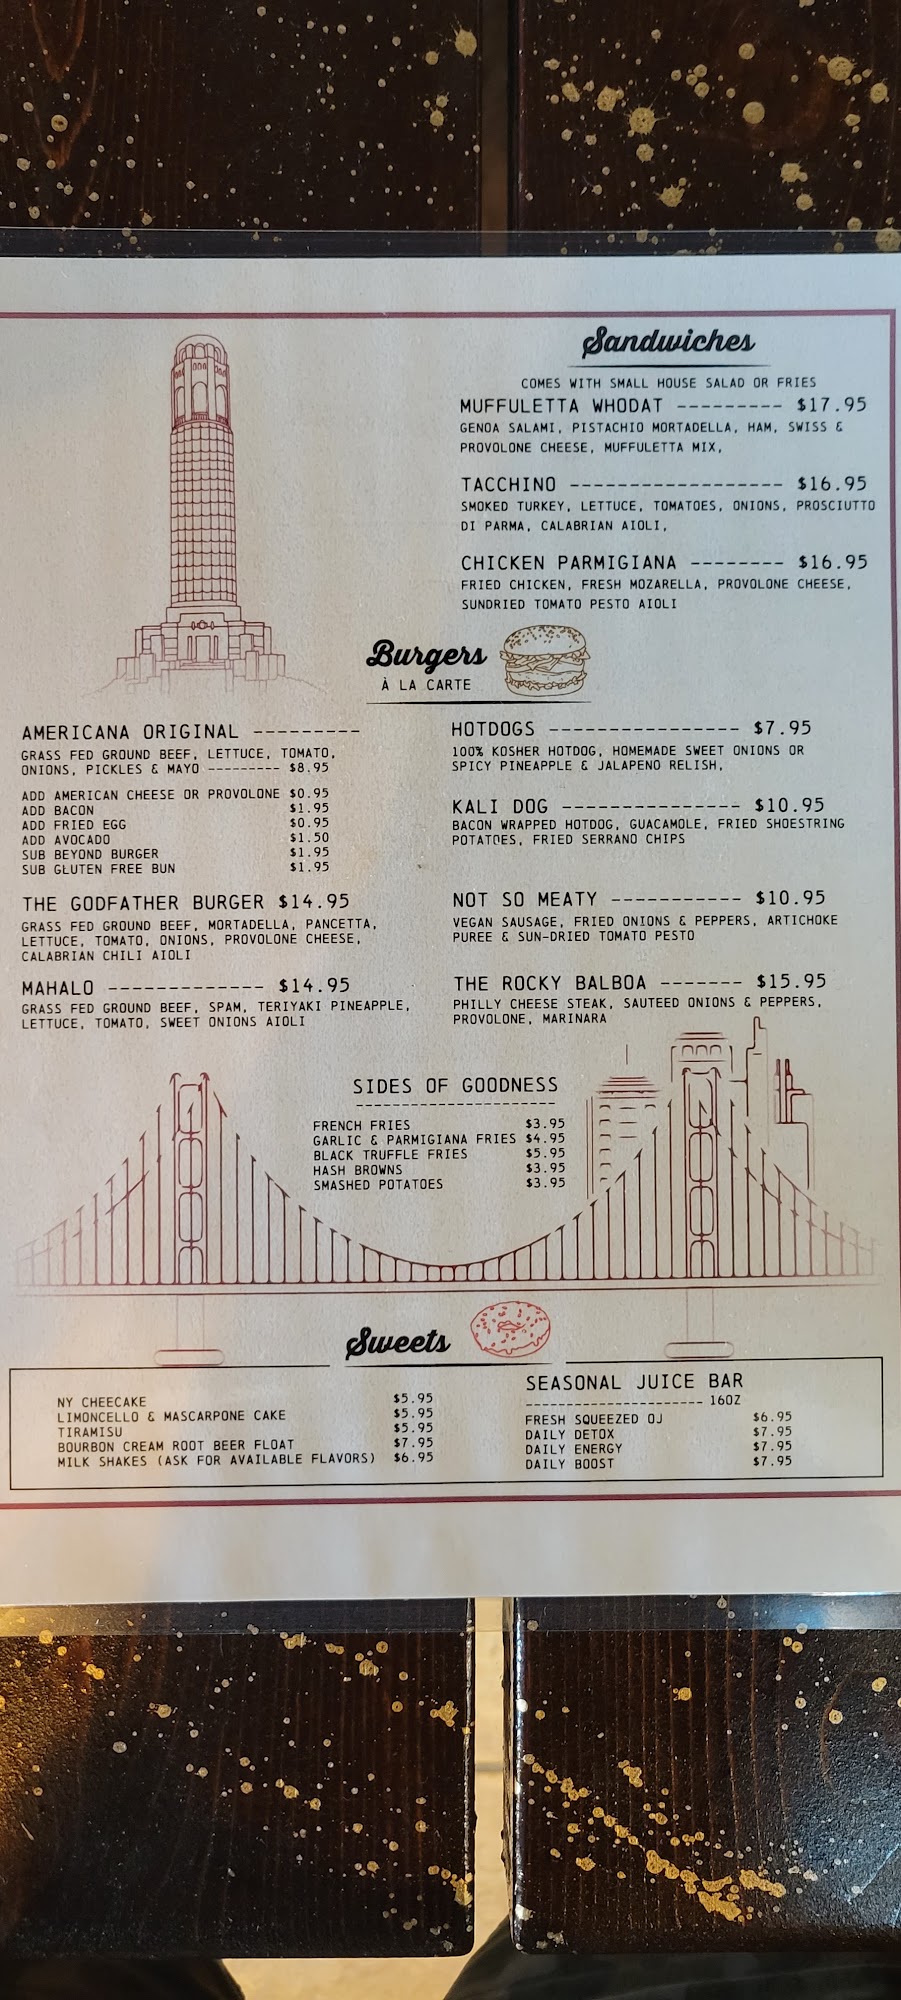 Sandwiches
COMES WITH SMALL HOUSE SALAD OR FRIES
MUFFULETTA WHODAT --------- $17.95
GENOA SALAMI, PISTACHIO MORTADELLA, HAM, SWISS &
PROVOLONE CHEESE, MUFFULETTA MIX,
TACCHINO ------------------ $16.95
SMOKED TURKEY, LETTUCE, TOMATOES, ONIONS, PROSCIUTTO
DI PARMA, CALABRIAN AIOLI,
CHICKEN PARMIGIANA -------- $16.95
FRIED CHICKEN, FRESH MOZARELLA, PROVOLONE CHEESE,
SUNDRIED TOMATO PESTO AIOLI
Burgers
À LA CARTE
AMERICANA ORIGINAL ---------
GRASS FED GROUND BEEF, LETTUCE, TOMATO,
ONIONS, PICKLES & MAYO --------- $8.95
ADD AMERICAN CHEESE OR PROVOLONE $0.95
ADD BACON $1.95
ADD FRIED EGG $0.95
ADD AVOCADO $1.50
SUB BEYOND BURGER $1.95
SUB GLUTEN FREE BUN $1.95
THE GODFATHER BURGER $14.95
GRASS FED GROUND BEEF, MORTADELLA, PANCETTA,
LETTUCE, TOMATO, ONIONS, PROVOLONE CHEESE,
CALABRIAN CHILI AIOLI
MAHALO ------------- $14.95
GRASS FED GROUND BEEF, SPAM, TERIYAKI PINEAPPLE,
LETTUCE, TOMATO, SWEET ONIONS AIOLI
HOTDOGS ---------------- $7.95
100% KOSHER HOTDOG, HOMEMADE SWEET ONIONS OR
SPICY PINEAPPLE & JALAPENO RELISH,
KALI DOG --------------- $10.95
BACON WRAPPED HOTDOG, GUACAMOLE, FRIED SHOESTRING
POTATOES, FRIED SERRANO CHIPS
NOT SO MEATY ----------- $10.95
VEGAN SAUSAGE, FRIED ONIONS & PEPPERS, ARTICHOKE
PUREE & SUN-DRIED TOMATO PESTO
THE ROCKY BALBOA ------- $15.95
PHILLY CHEESE STEAK, SAUTEED ONIONS & PEPPERS,
PROVOLONE, MARINARA
SIDES OF GOODNESS
----------------------
FRENCH FRIES $3.95
GARLIC & PARMIGIANA FRIES $4.95
BLACK TRUFFLE FRIES $5.95
HASH BROWNS $3.95
SMASHED POTATOES $3.95
Sweets
NY CHEECAKE $5.95
LIMONCELLO & MASCARPONE CAKE $5.95
TIRAMISU $5.95
BOURBON CREAM ROOT BEER FLOAT $7.95
MILK SHAKES (ASK FOR AVAILABLE FLAVORS) $6.95
SEASONAL JUICE BAR
---------------------- 16OZ
FRESH SQUEEZED OJ $6.95
DAILY DETOX $7.95
DAILY ENERGY $7.95
DAILY BOOST $7.95